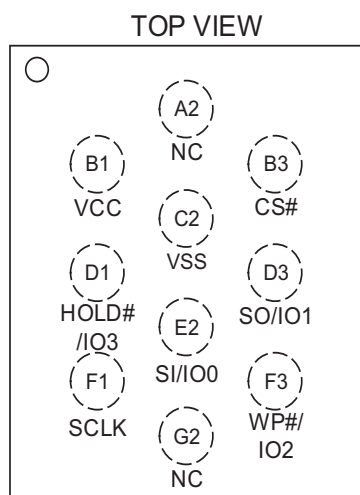 TOP VIEW
A2
NC
B1
VCC
B3
CS#
C2
VSS
D1
HOLD#
/IO3
D3
SO/IO1
E2
SI/IO0
F1
SCLK
F3
WP#/
IO2
G2
NC